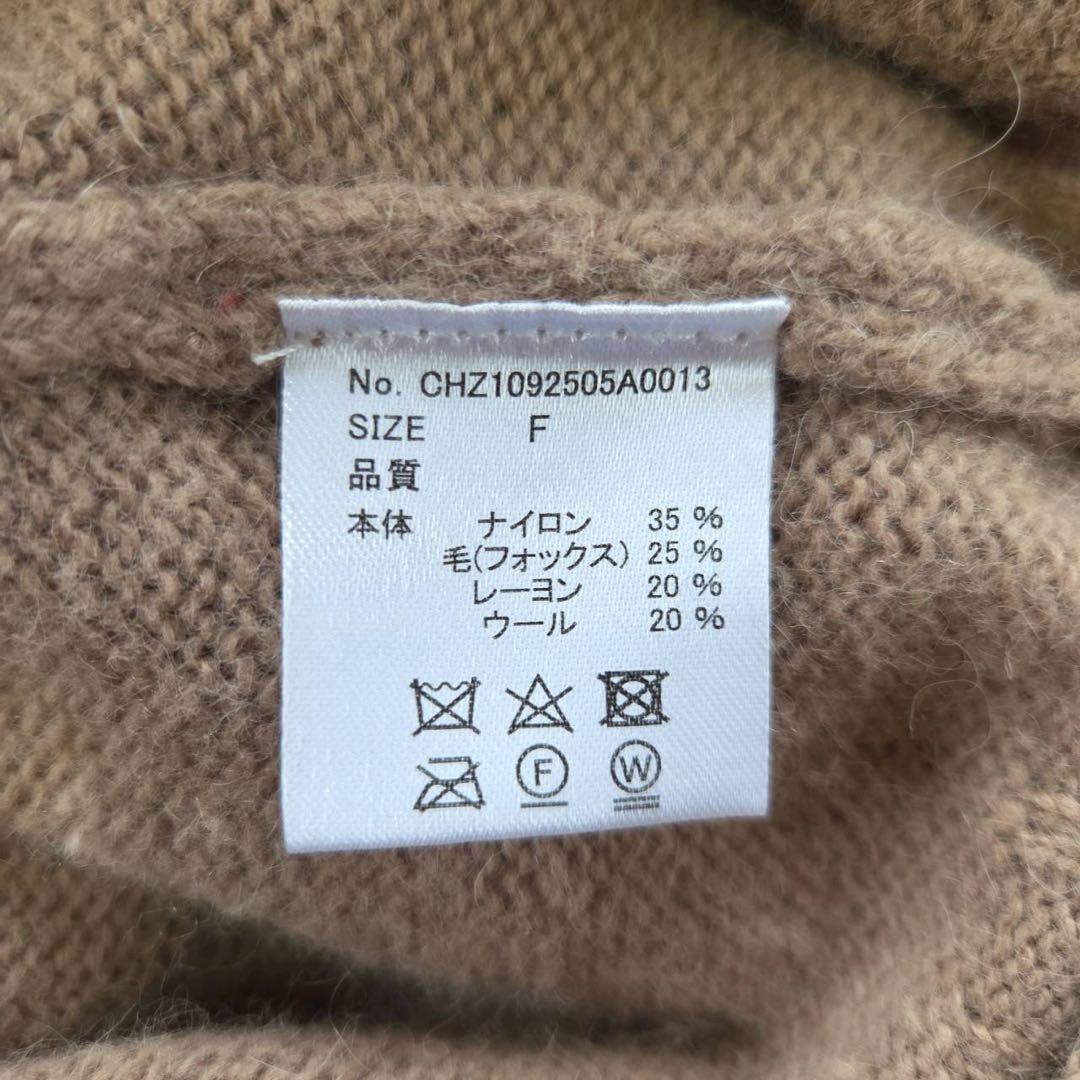 No. CHZ1092505A0013
SIZE F
品質
本体 ナイロン 35 %
毛(フォックス) 25 %
レーヨン 20 %
ウール 20 %
F W